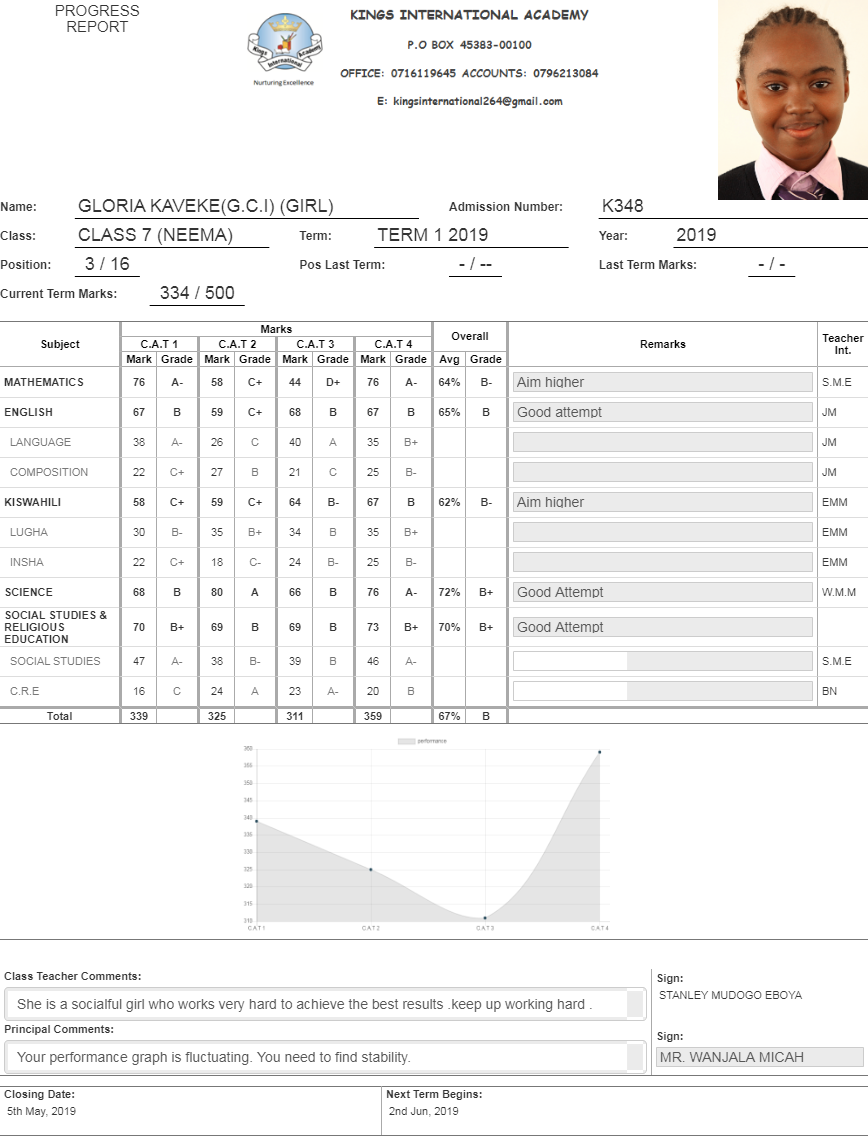 PROGRESS
REPORT
KINGS INTERNATIONAL ACADEMY
P.O BOX 45383-00100
OFFICE: 0716119645 ACCOUNTS: 0796213084
E: kingsinternational264@gmail.com
Kings International Academy
Nurturing Excellence
Name: GLORIA KAVEKE(G.C.I) (GIRL) Admission Number: K348
Class: CLASS 7 (NEEMA) Term: TERM 1 2019 Year: 2019
Position: 3 / 16 Pos Last Term: - / -- Last Term Marks: - / -
Current Term Marks: 334 / 500
Subject Marks Overall Remarks Teacher Int.
C.A.T 1 C.A.T 2 C.A.T 3 C.A.T 4
Mark Grade Mark Grade Mark Grade Mark Grade Avg Grade
MATHEMATICS 76 A- 58 C+ 44 D+ 76 A- 64% B- Aim higher S.M.E
ENGLISH 67 B 59 C+ 68 B 67 B 65% B Good attempt JM
LANGUAGE 38 A- 26 C 40 A 35 B+ JM
COMPOSITION 22 C+ 27 B 21 C 25 B- JM
KISWAHILI 58 C+ 59 C+ 64 B- 67 B 62% B- Aim higher EMM
LUGHA 30 B- 35 B+ 34 B 35 B+ EMM
INSHA 22 C+ 18 C- 24 B- 25 B- EMM
SCIENCE 68 B 80 A 66 B 76 A- 72% B+ Good Attempt W.M.M
SOCIAL STUDIES &
RELIGIOUS
EDUCATION 70 B+ 69 B 69 B 73 B+ 70% B+ Good Attempt
SOCIAL STUDIES 47 A- 38 B- 39 B 46 A- S.M.E
C.R.E 16 C 24 A 23 A- 20 B BN
Total 339 325 311 359 67% B
performance
360
355
350
345
340
335
330
325
320
315
310
CAT1 CAT2 CAT3 CAT4
Class Teacher Comments:
She is a socialful girl who works very hard to achieve the best results .keep up working hard .
Sign:
STANLEY MUDOGO EBOYA
Principal Comments:
Your performance graph is fluctuating. You need to find stability.
Sign:
MR. WANJALA MICAH
Closing Date: Next Term Begins:
5th May, 2019 2nd Jun, 2019